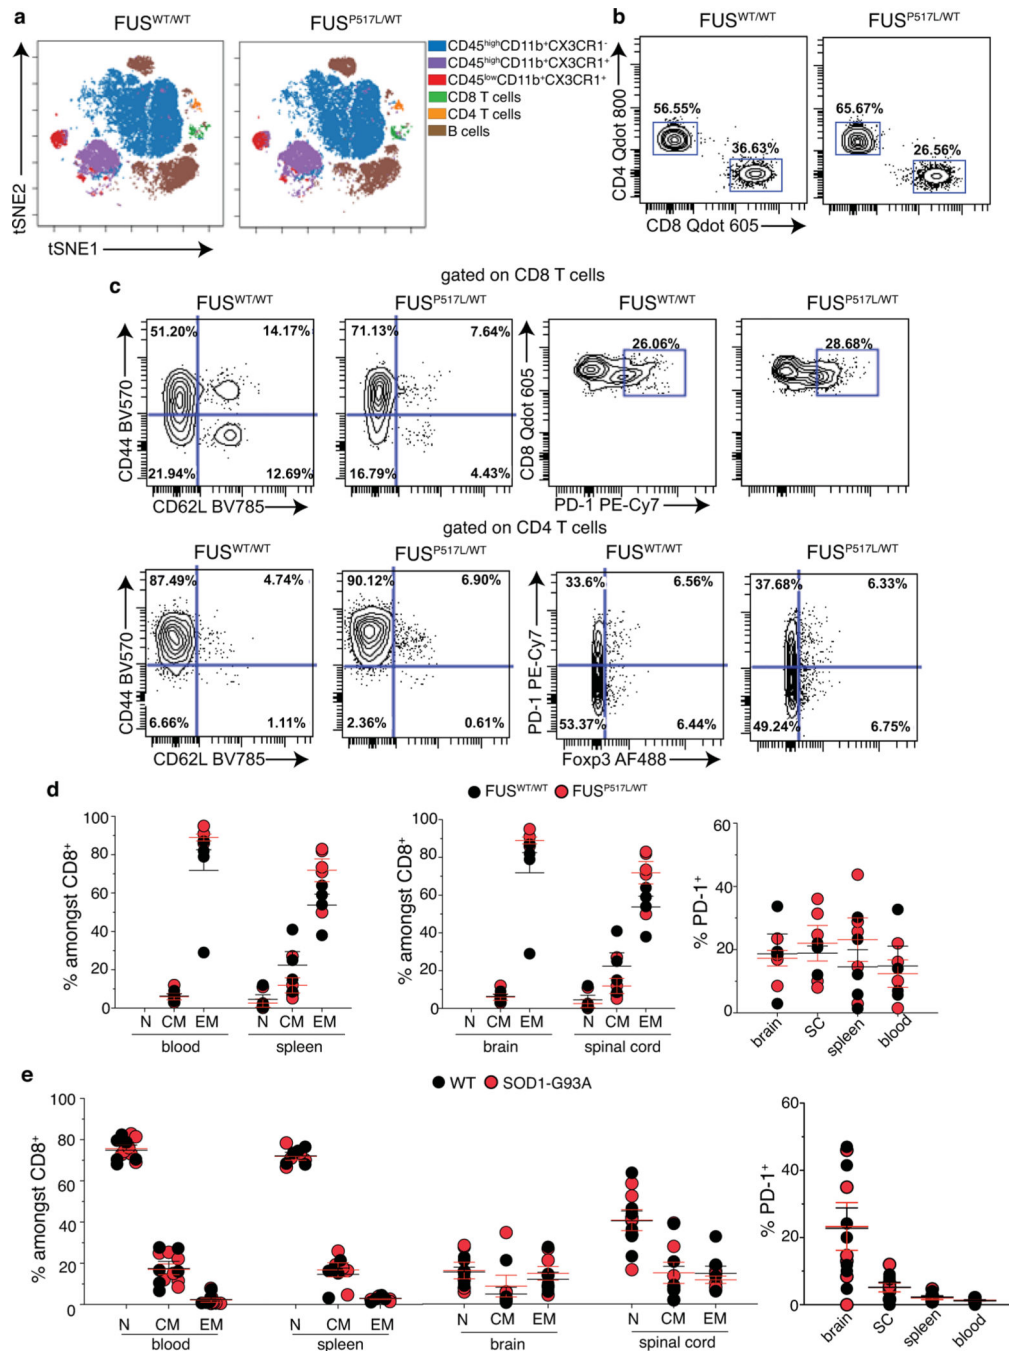 a
FUS^WT/WT
FUS^P517L/WT
tSNE2
tSNE1
CD45^highCD11b⁺CX3CR1⁻
CD45^highCD11b⁺CX3CR1⁺
CD45^lowCD11b⁺CX3CR1⁺
CD8 T cells
CD4 T cells
B cells
b
FUS^WT/WT
FUS^P517L/WT
CD4 Qdot 800
56.55%
36.63%
65.67%
26.56%
CD8 Qdot 605
c
gated on CD8 T cells
FUS^WT/WT
FUS^P517L/WT
FUS^WT/WT
FUS^P517L/WT
CD44 BV570
51.20%
14.17%
21.94%
12.69%
71.13%
7.64%
16.79%
4.43%
CD62L BV785
CD8 Qdot 605
26.06%
28.68%
PD-1 PE-Cy7
gated on CD4 T cells
FUS^WT/WT
FUS^P517L/WT
FUS^WT/WT
FUS^P517L/WT
CD44 BV570
87.49%
4.74%
6.66%
1.11%
90.12%
6.90%
2.36%
0.61%
CD62L BV785
PD-1 PE-Cy7
33.6%
6.56%
53.37%
6.44%
37.68%
6.33%
49.24%
6.75%
Foxp3 AF488
d
FUS^WT/WT
FUS^P517L/WT
% amongst CD8⁺
100
80
60
40
20
0
N CM EM N CM EM
blood spleen
% amongst CD8⁺
100
80
60
40
20
0
N CM EM N CM EM
brain spinal cord
% PD-1⁺
60
40
20
0
brain SC spleen blood
e
WT
SOD1-G93A
% amongst CD8⁺
100
80
60
40
20
0
N CM EM N CM EM N CM EM N CM EM
blood spleen brain spinal cord
% PD-1⁺
60
40
20
0
brain SC spleen blood